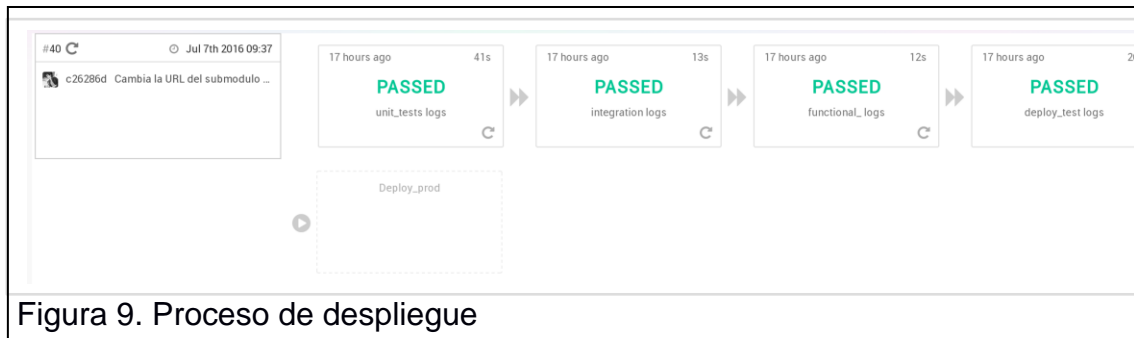 #40 Jul 7th 2016 09:37
c26286d Cambia la URL del submodulo ...
17 hours ago 41s
PASSED
unit_tests logs
17 hours ago 13s
PASSED
integration logs
17 hours ago 12s
PASSED
functional_ logs
17 hours ago
PASSED
deploy_test logs
Deploy_prod
Figura 9. Proceso de despliegue